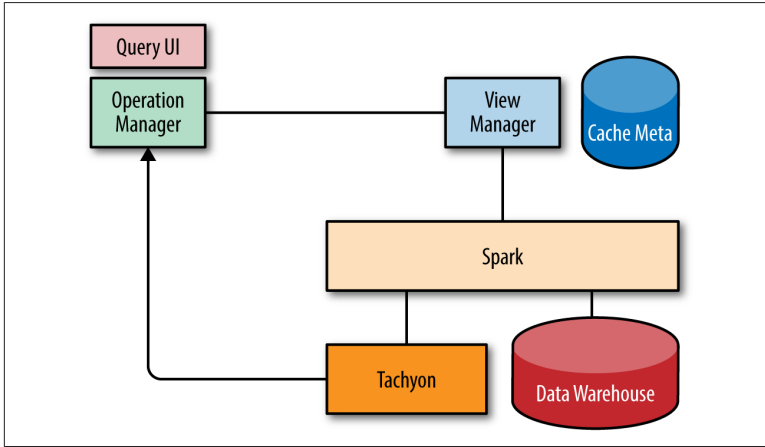 Query UI
Operation
Manager
View
Manager
Cache Meta
Spark
Tachyon
Data Warehouse